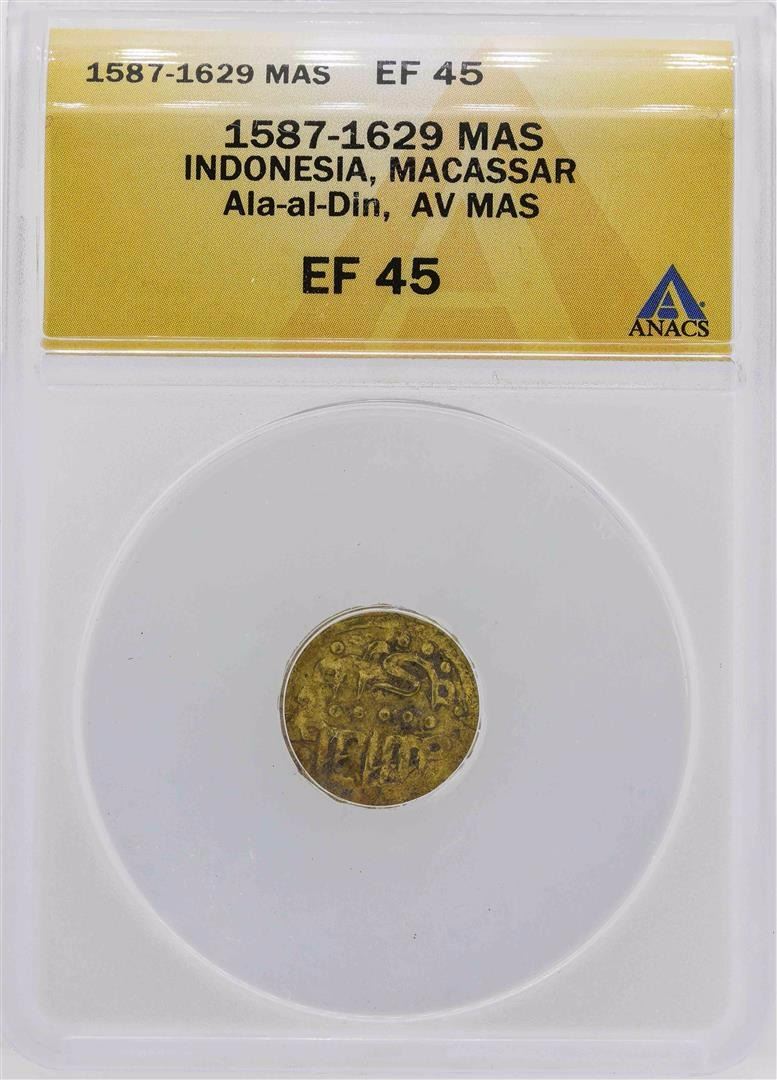 1587-1629 MAS EF 45
1587-1629 MAS
INDONESIA, MACASSAR
Ala-al-Din, AV MAS
EF 45
ANACS